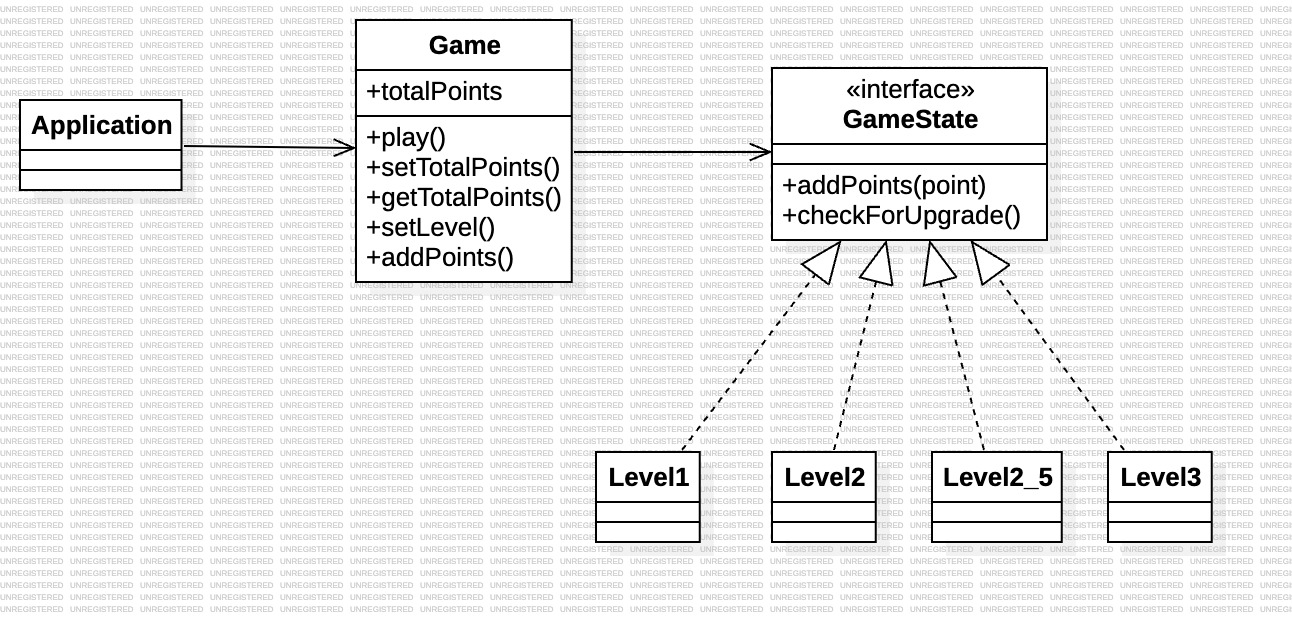 Application
Game
+totalPoints
+play()
+setTotalPoints()
+getTotalPoints()
+setLevel()
+addPoints()
«interface»
GameState
+addPoints(point)
+checkForUpgrade()
Level1
Level2
Level2_5
Level3
UNREGISTERED